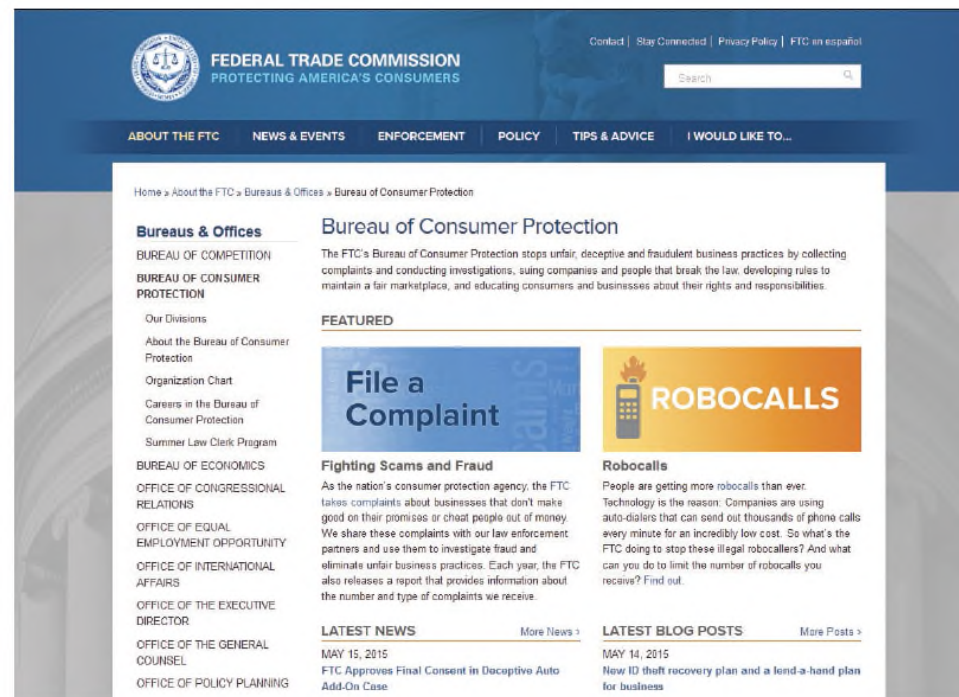 Contact | Stay Connected | Privacy Policy | FTC en español
FEDERAL TRADE COMMISSION
PROTECTING AMERICA'S CONSUMERS
Search
ABOUT THE FTC
NEWS & EVENTS
ENFORCEMENT
POLICY
TIPS & ADVICE
I WOULD LIKE TO...
Home » About the FTC » Bureaus & Offices » Bureau of Consumer Protection
Bureaus & Offices
BUREAU OF COMPETITION
BUREAU OF CONSUMER
PROTECTION
Our Divisions
About the Bureau of Consumer
Protection
Organization Chart
Careers in the Bureau of
Consumer Protection
Summer Law Clerk Program
BUREAU OF ECONOMICS
OFFICE OF CONGRESSIONAL
RELATIONS
OFFICE OF EQUAL
EMPLOYMENT OPPORTUNITY
OFFICE OF INTERNATIONAL
AFFAIRS
OFFICE OF THE EXECUTIVE
DIRECTOR
OFFICE OF THE GENERAL
COUNSEL
OFFICE OF POLICY PLANNING
Bureau of Consumer Protection
The FTC's Bureau of Consumer Protection stops unfair, deceptive and fraudulent business practices by collecting
complaints and conducting investigations, suing companies and people that break the law, developing rules to
maintain a fair marketplace, and educating consumers and businesses about their rights and responsibilities.
FEATURED
File a
Complaint
Fighting Scams and Fraud
As the nation's consumer protection agency, the FTC
takes complaints about businesses that don't make
good on their promises or cheat people out of money.
We share these complaints with our law enforcement
partners and use them to investigate fraud and
eliminate unfair business practices. Each year, the FTC
also releases a report that provides information about
the number and type of complaints we receive.
ROBOCALLS
Robocalls
People are getting more robocalls than ever.
Technology is the reason: Companies are using
auto-dialers that can send out thousands of phone calls
every minute for an incredibly low cost. So what's the
FTC doing to stop these illegal robocallers? And what
can you do to limit the number of robocalls you
receive? Find out.
LATEST NEWS
More News ›
MAY 15, 2015
FTC Approves Final Consent in Deceptive Auto
Add-On Case
LATEST BLOG POSTS
More Posts ›
MAY 14, 2015
New ID theft recovery plan and a lend-a-hand plan
for business